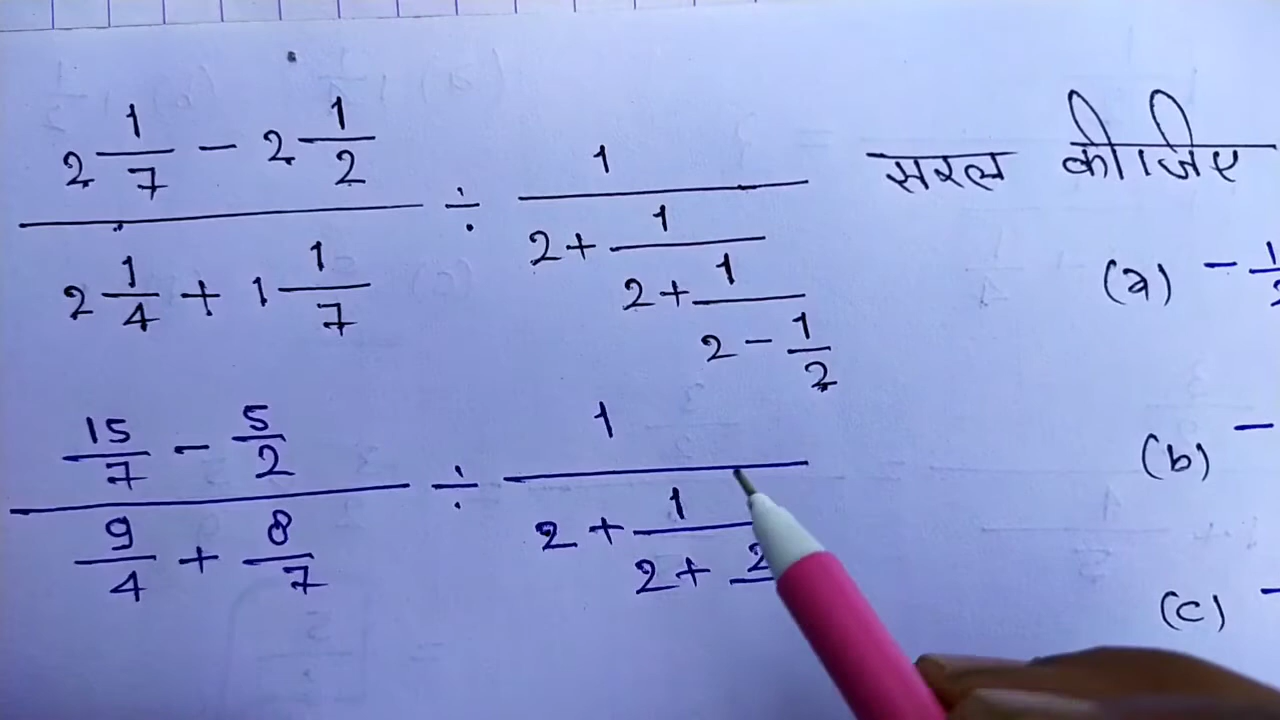 (2 1/7 - 2 1/2) / (2 1/4 + 1 1/7) ÷ 1 / (2 + 1 / (2 + 1 / (2 - 1/2)))
सरल कीजिए
(a) -
(15/7 - 5/2) / (9/4 + 8/7) ÷ 1 / (2 + 1 / (2 + 2
(b) -
(c) -